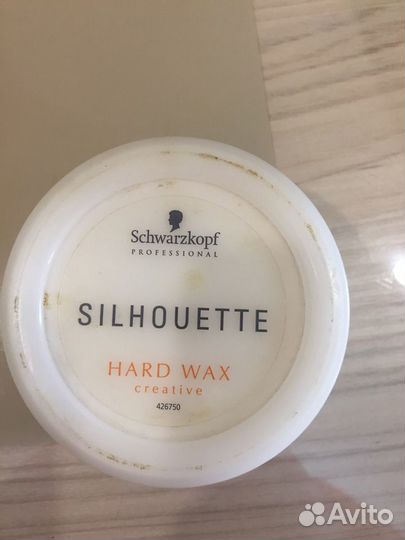 Schwarzkopf
PROFESSIONAL
SILHOUETTE
HARD WAX
creative
426750
Avito